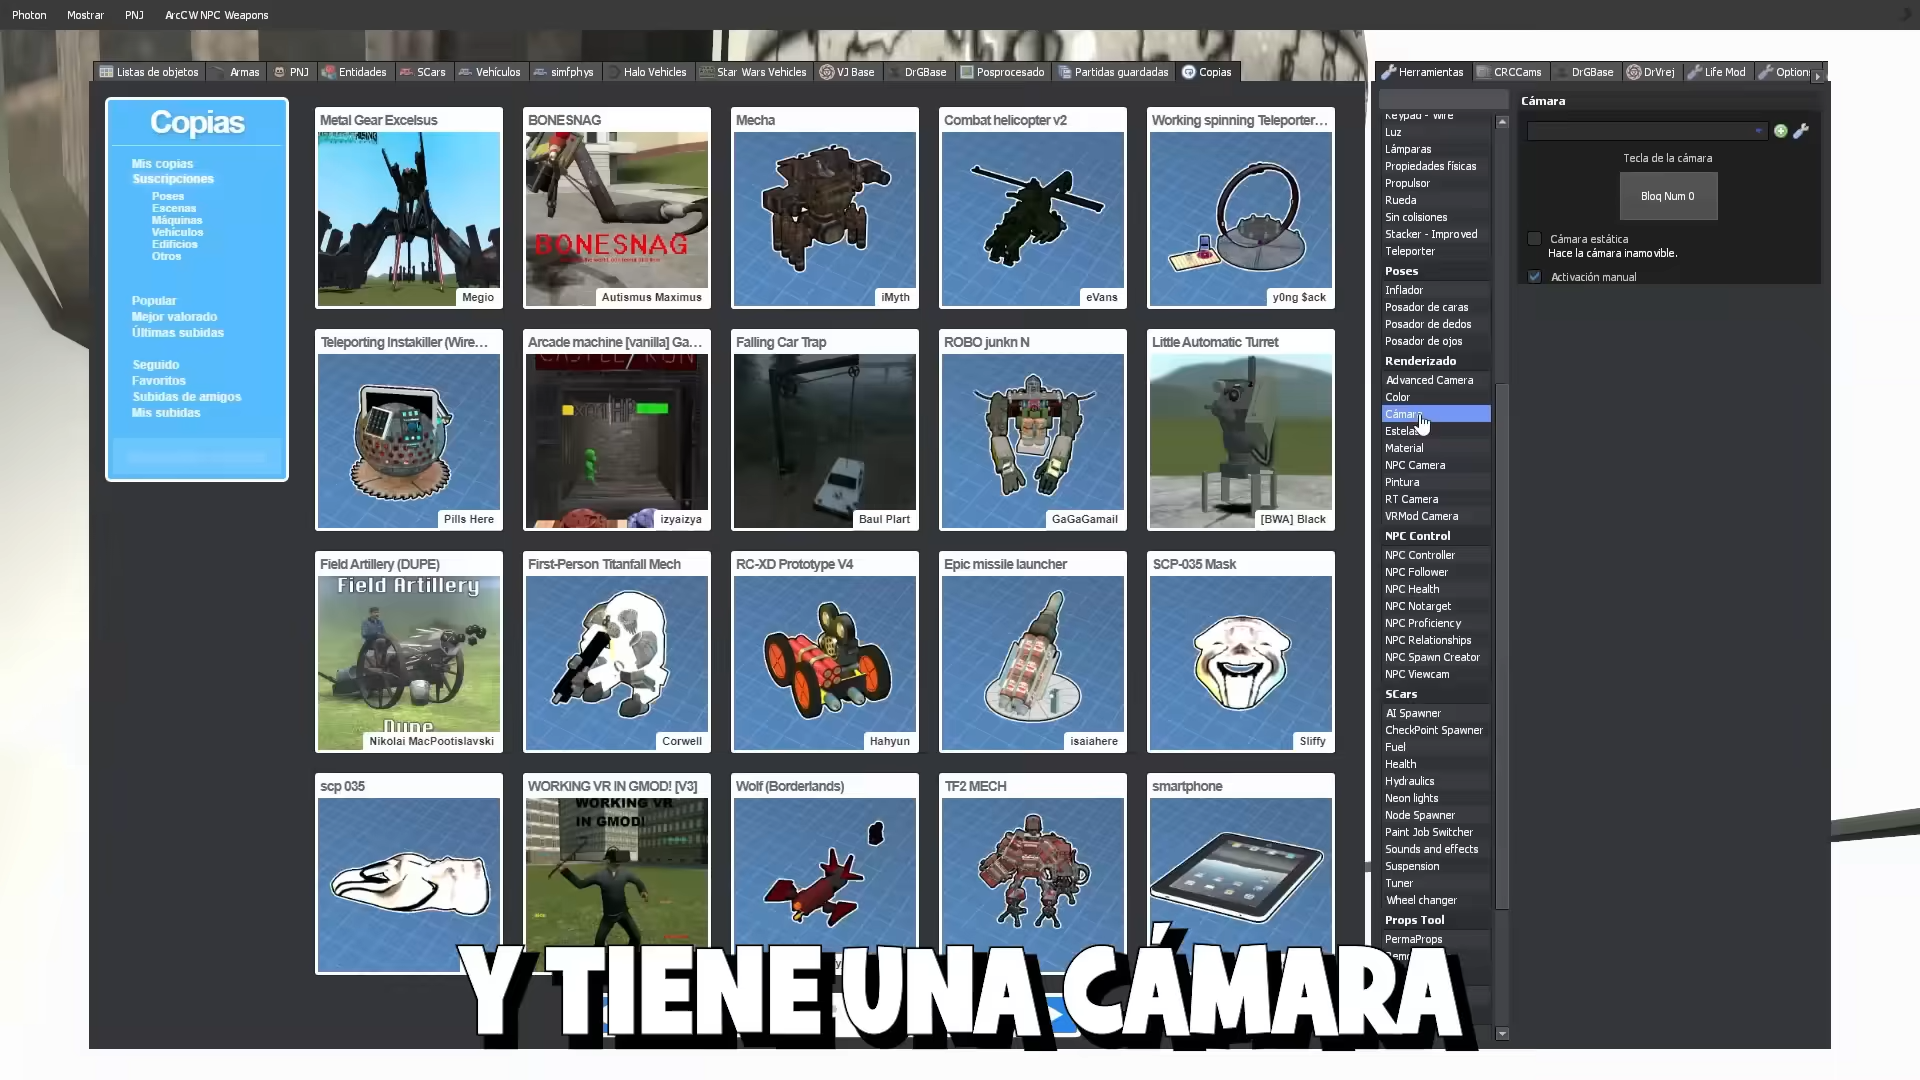 Photon Mostrar PNJ ArcCW NPC Weapons
Listas de objetos Armas PNJ Entidades SCars Vehículos simfphys Halo Vehicles Star Wars Vehicles VJ Base DrGBase Posprocesado Partidas guardadas Copias
Herramientas CRCCams DrGBase DrVrej Life Mod Option
Copias
Mis copias
Suscripciones
Poses
Escenas
Máquinas
Vehículos
Edificios
Otros
Popular
Mejor valorado
Últimas subidas
Seguido
Favoritos
Subidas de amigos
Mis subidas
Metal Gear Excelsus
Megio
BONESNAG
BONESNAG
Autismus Maximus
Mecha
iMyth
Combat helicopter v2
eVans
Working spinning Teleporter...
y0ng $ack
Teleporting Instakiller (Wire...
Pills Here
Arcade machine [vanilla] Ga...
izyaizya
Falling Car Trap
Baul Plart
ROBO junkn N
GaGaGamail
Little Automatic Turret
[BWA] Black
Field Artillery (DUPE)
Field Artillery
Dupe
Nikolai MacPootislavski
First-Person Titanfall Mech
Corwell
RC-XD Prototype V4
Hahyun
Epic missile launcher
isaiahere
SCP-035 Mask
Sliffy
scp 035
WORKING VR IN GMOD! [V3]
WORKING VR
IN GMOD!
Wolf (Borderlands)
TF2 MECH
smartphone
Keypad - Wire
Luz
Lámparas
Propiedades físicas
Propulsor
Rueda
Sin colisiones
Stacker - Improved
Teleporter
Poses
Inflador
Posador de caras
Posador de dedos
Posador de ojos
Renderizado
Advanced Camera
Color
Cámara
Estelas
Material
NPC Camera
Pintura
RT Camera
VRMod Camera
NPC Control
NPC Controller
NPC Follower
NPC Health
NPC Notarget
NPC Proficiency
NPC Relationships
NPC Spawn Creator
NPC Viewcam
SCars
AI Spawner
CheckPoint Spawner
Fuel
Health
Hydraulics
Neon lights
Node Spawner
Paint Job Switcher
Sounds and effects
Suspension
Tuner
Wheel changer
Props Tool
PermaProps
Cámara
Tecla de la cámara
Bloq Num 0
Cámara estática
Hace la cámara inamovible.
Activación manual
Y TIENE UNA CÁMARA